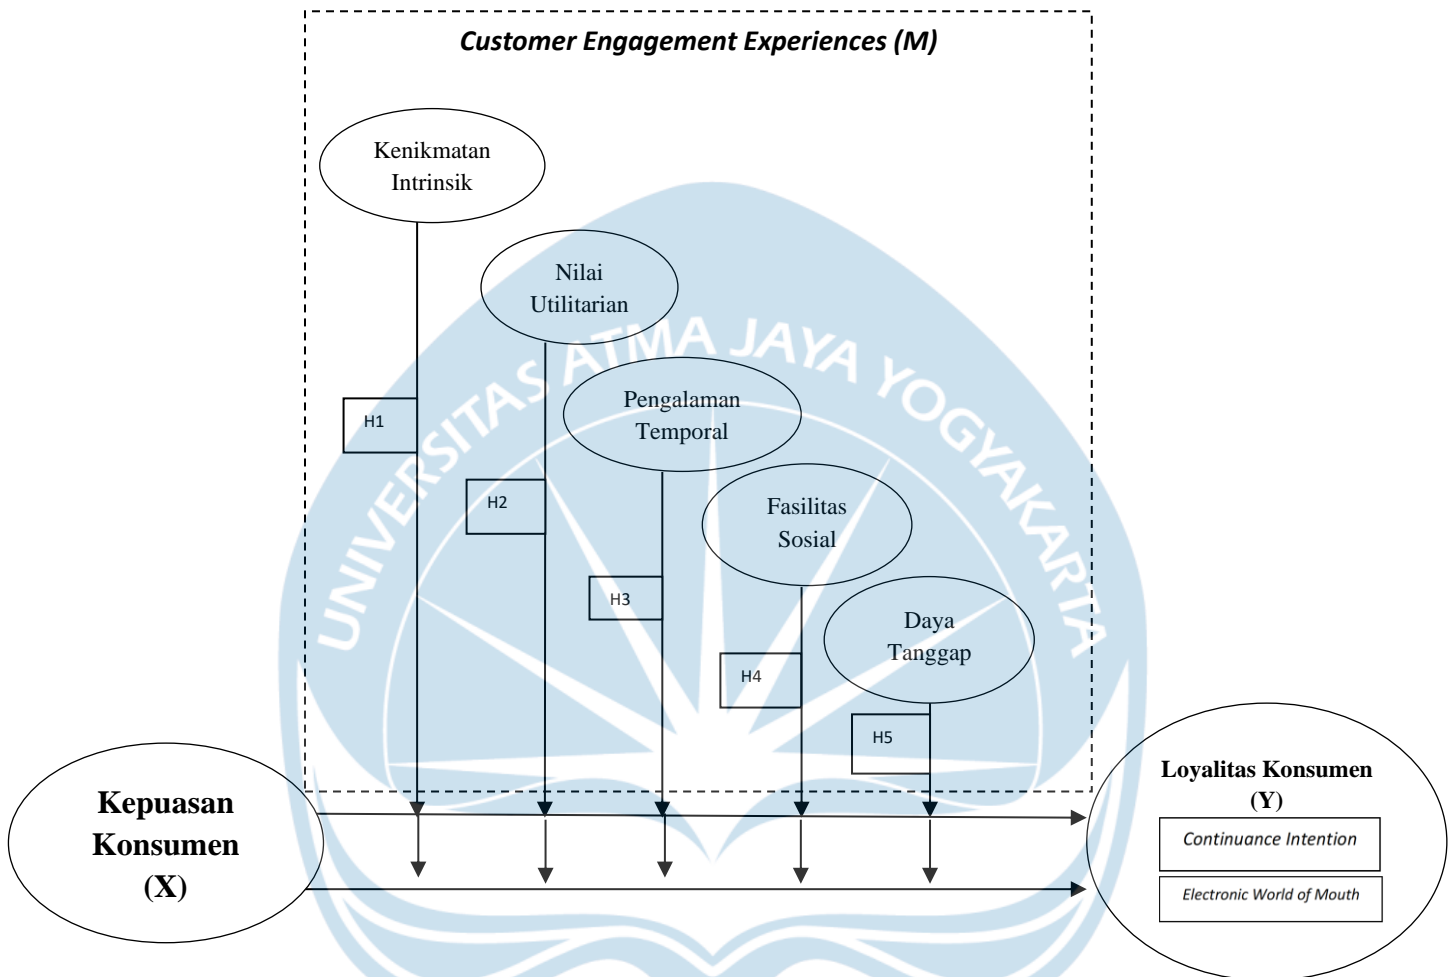 Customer Engagement Experiences (M)
Kenikmatan
Intrinsik
Nilai
Utilitarian
UNIVERSITAS ATMA JAYA YOGYAKARTA
Pengalaman
Temporal
H1
H2
Fasilitas
Sosial
H3
Daya
Tanggap
H4
H5
Kepuasan
Konsumen
(X)
Loyalitas Konsumen
(Y)
Continuance Intention
Electronic World of Mouth